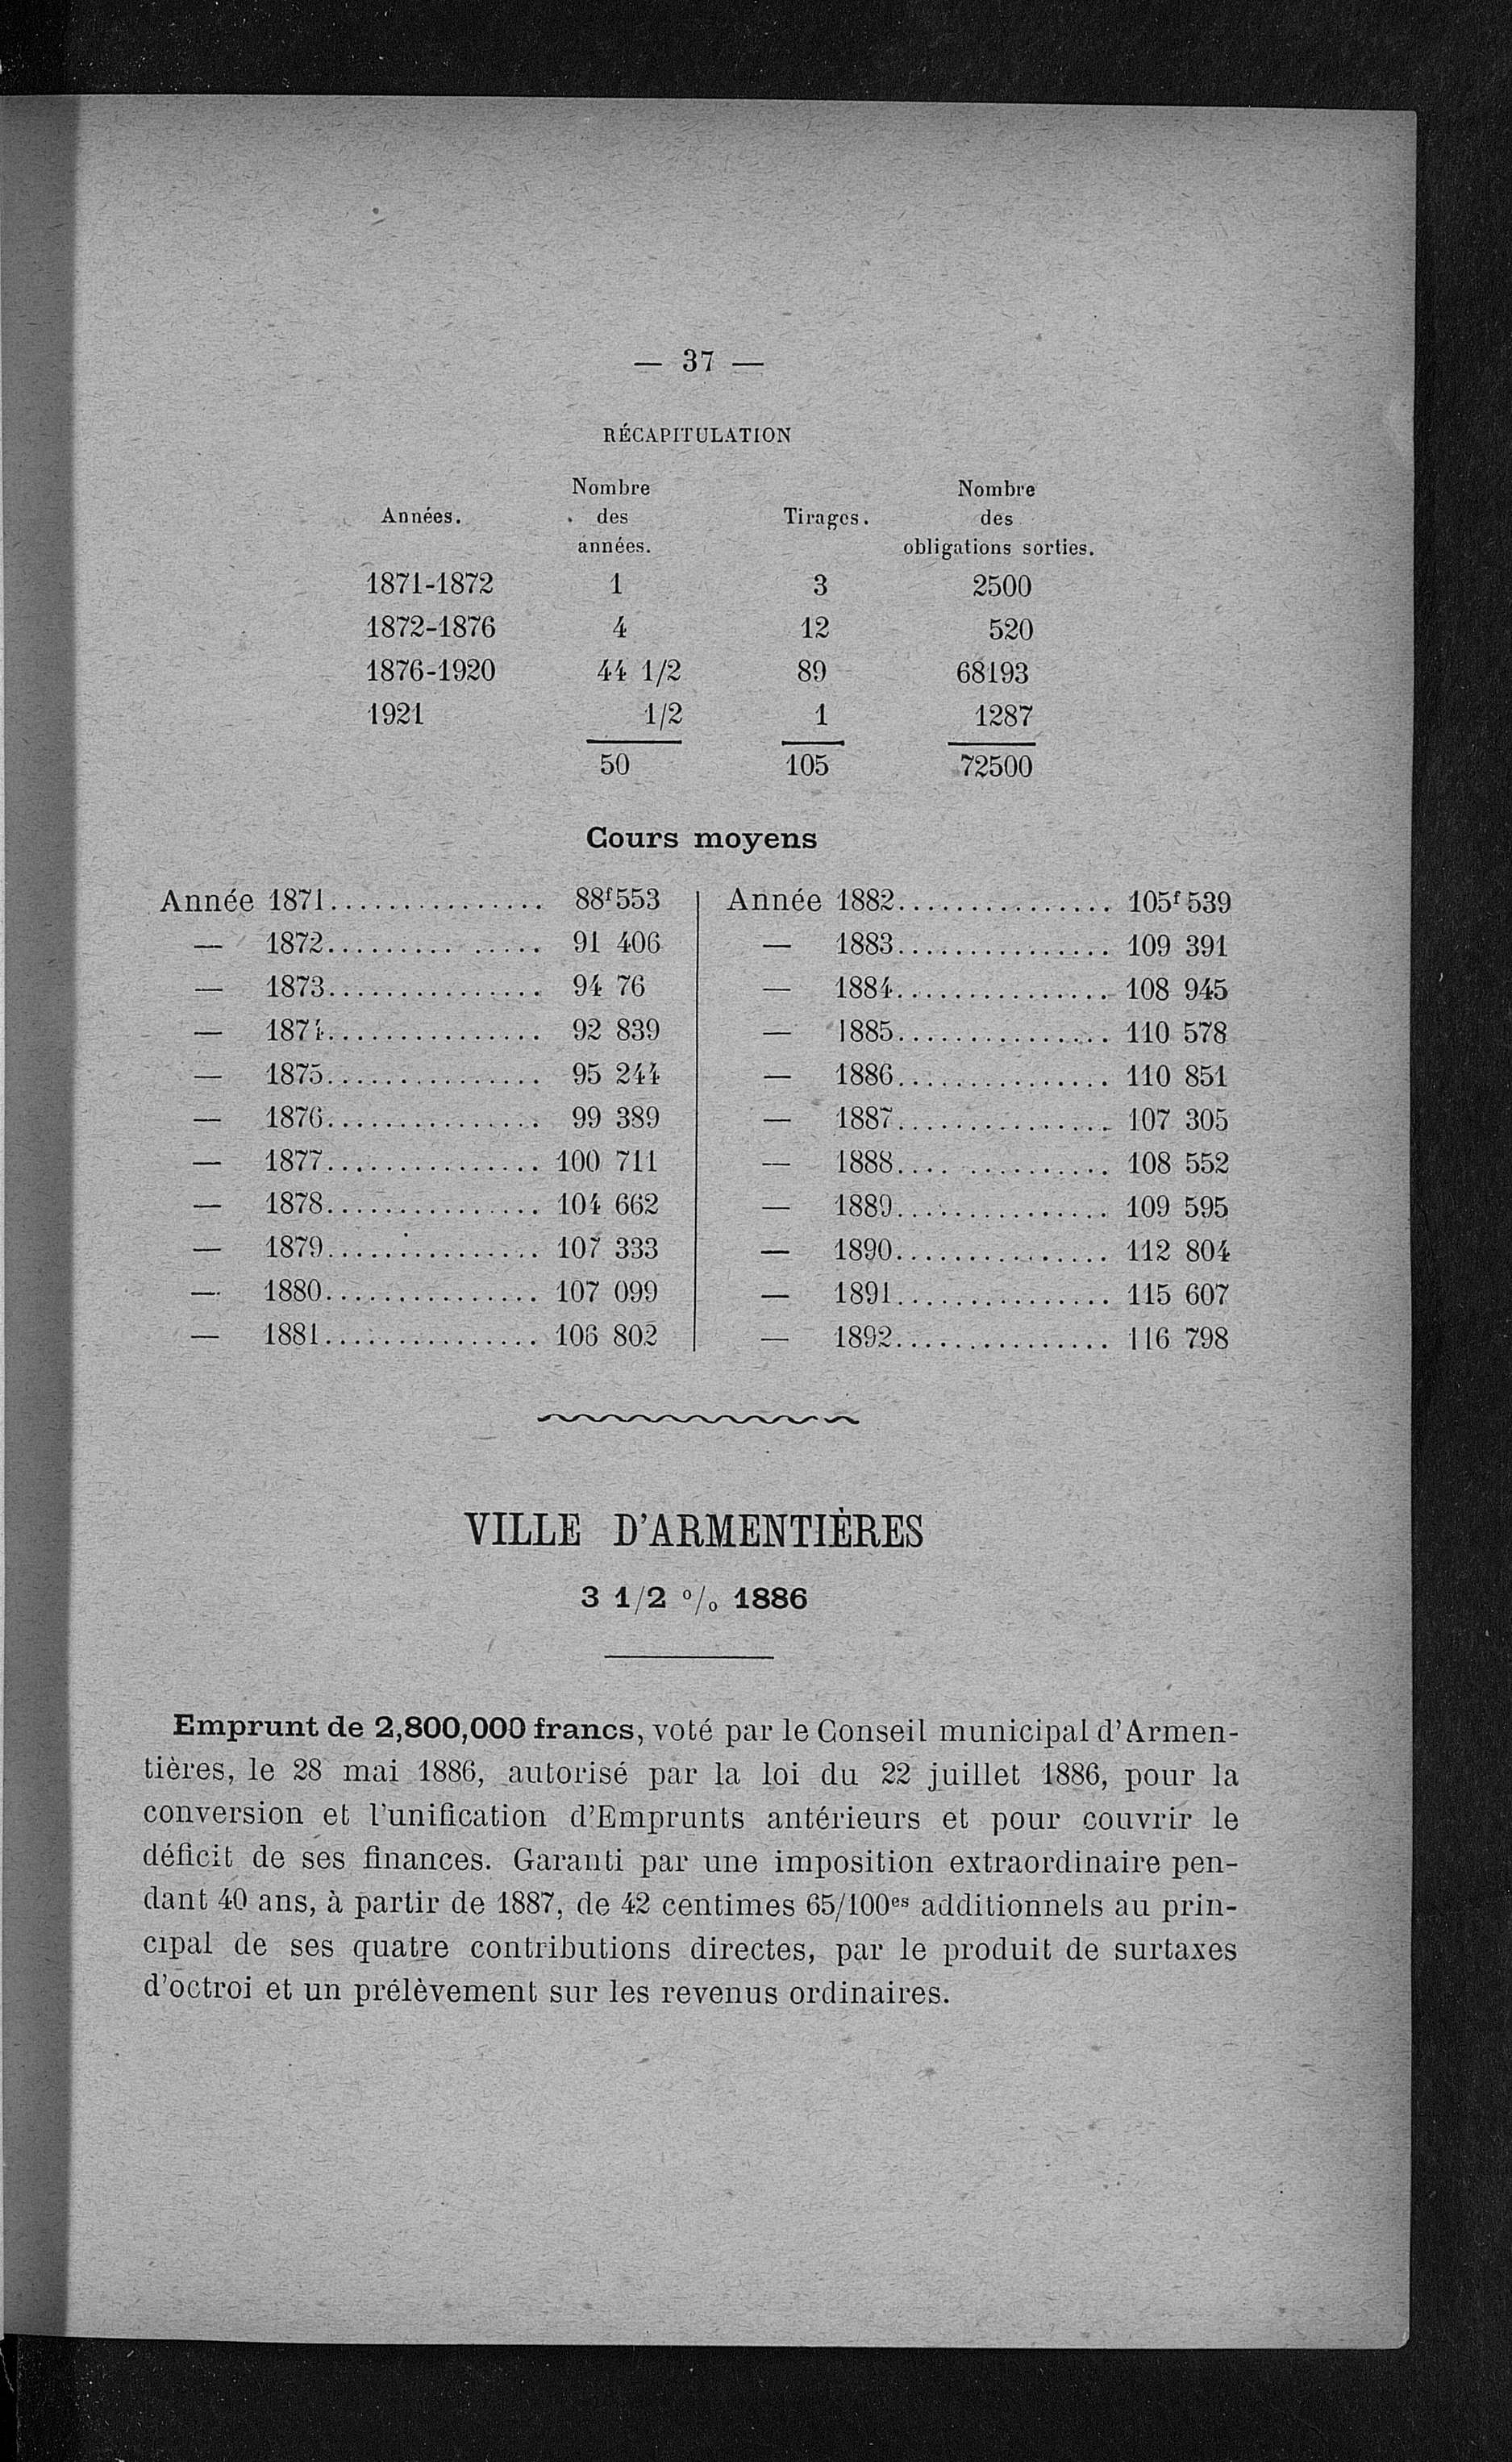 — 37 —
RÉCAPITULATION
Années. Nombre des années. Tirages. Nombre des obligations sorties.
1871-1872 1 3 2500
1872-1876 4 12 520
1876-1920 44 1/2 89 68193
1921 1/2 1 1287
50 105 72500
Cours moyens
Année 1871............... 88f553
— 1872............... 91 406
— 1873............... 94 76
— 1874............... 92 839
— 1875............... 95 244
— 1876............... 99 389
— 1877............... 100 711
— 1878............... 104 662
— 1879............... 107 333
— 1880............... 107 099
— 1881............... 106 802
Année 1882............... 105f539
— 1883............... 109 391
— 1884............... 108 945
— 1885............... 110 578
— 1886............... 110 851
— 1887............... 107 305
— 1888............... 108 552
— 1889............... 109 595
— 1890............... 112 804
— 1891............... 115 607
— 1892............... 116 798
VILLE D'ARMENTIÈRES
3 1/2 % 1886
Emprunt de 2,800,000 francs, voté par le Conseil municipal d'Armen-
tières, le 28 mai 1886, autorisé par la loi du 22 juillet 1886, pour la
conversion et l'unification d'Emprunts antérieurs et pour couvrir le
déficit de ses finances. Garanti par une imposition extraordinaire pen-
dant 40 ans, à partir de 1887, de 42 centimes 65/100es additionnels au prin-
cipal de ses quatre contributions directes, par le produit de surtaxes
d'octroi et un prélèvement sur les revenus ordinaires.